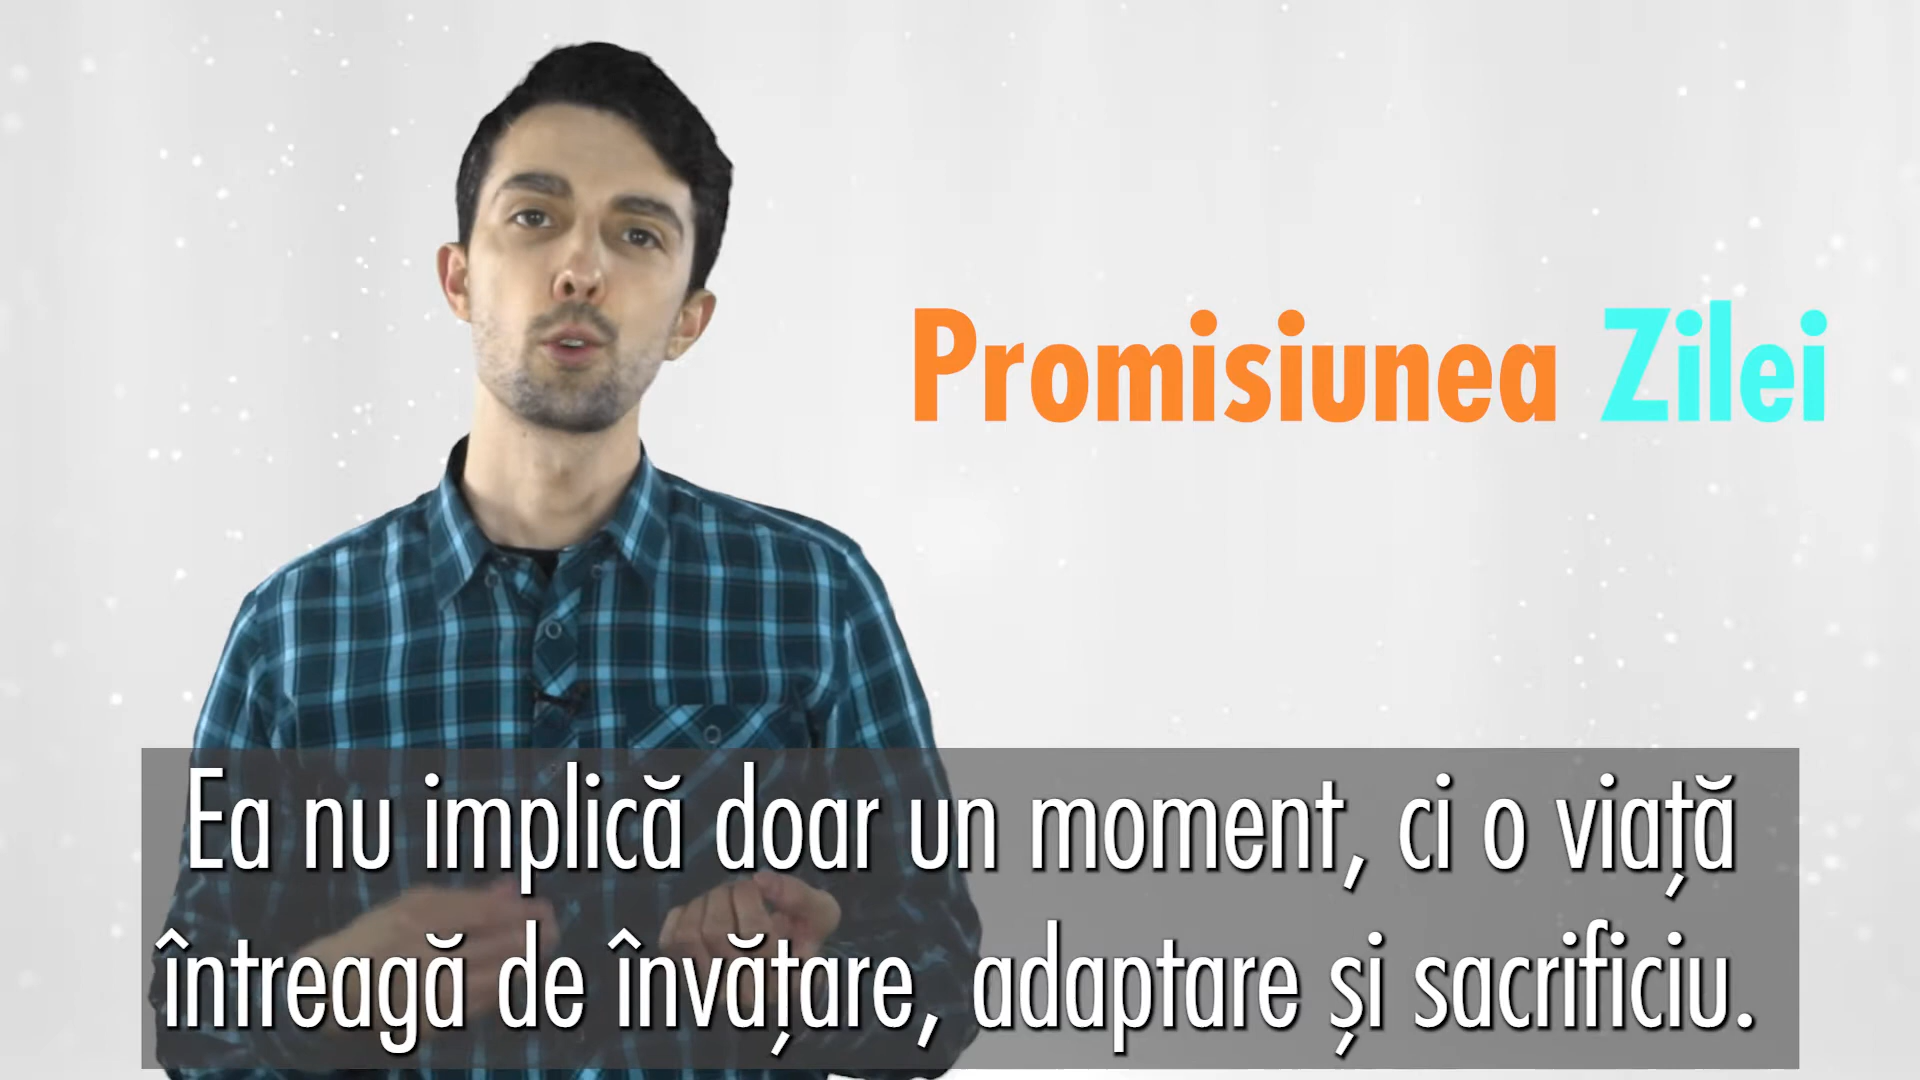 Promisiunea Zilei
Ea nu implică doar un moment, ci o viață
întreagă de învățare, adaptare și sacrificiu.